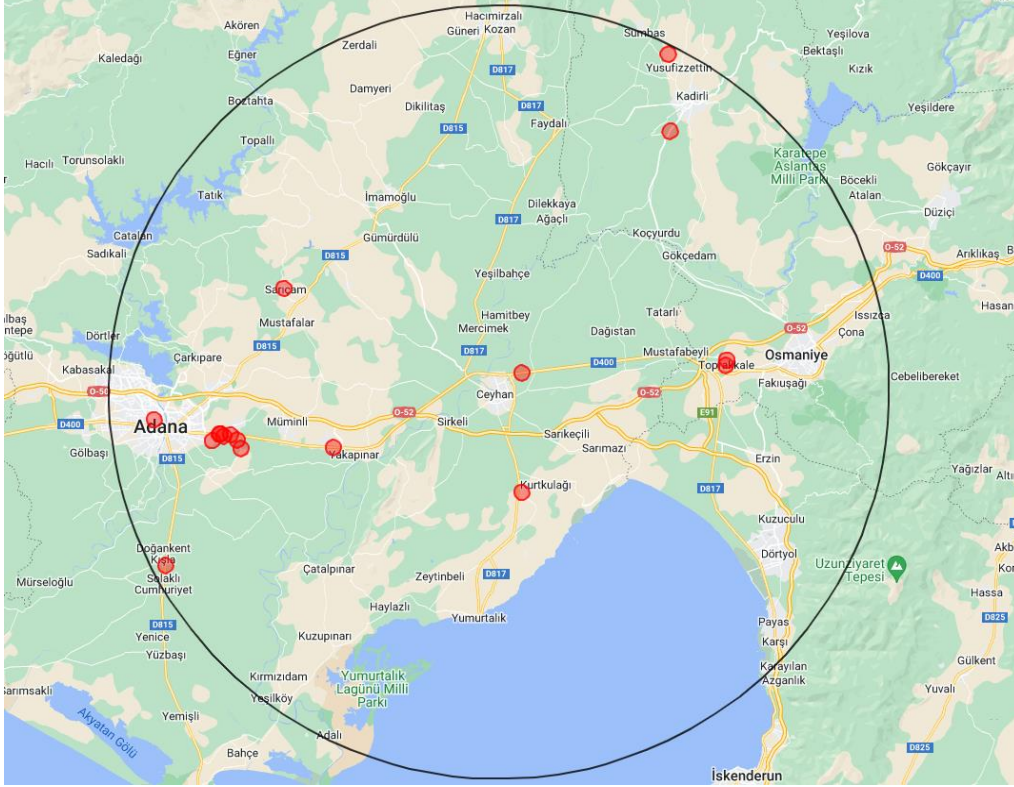 Hacımirzalı
Güneri Kozan
Akören
Sumbas
Yeşilova
Zerdali
Bektaşlı
Kaledağı
Eğner
Yusufizzettin
Kızık
D817
Damyeri
Kadirli
Boztahta
Dikilitaş
D817
Yeşildere
Faydalı
D815
Topallı
Karatepe
Aslantaş
Milli Parkı
Hacılı
Torunsolaklı
Gökçayır
Böcekli
Atalan
Tatık
İmamoğlu
Dilekkaya
Ağaçlı
Düziçi
D817
Catalan
Koçyurdu
Gümürdülü
Sadıkali
O-52
Arıklıkaş
D815
Gökçedam
D400
Yeşilbahçe
Sarıçam
Hasan
Tatarlı
Issızca
Hamitbey
Mustafalar
Mercimek
Dağıstan
O-52
Çona
Dörtler
D815
D817
Mustafabeyli
Osmaniye
Çarkıpare
D400
Toprakkale
Kabasakal
Cebelibereket
Fakıuşağı
O-50
Ceyhan
O-52
O-52
E91
D400
Adana
Müminli
Sirkeli
Sarıkeçili
Gölbaşı
Yakapınar
Sarımazı
D815
Erzin
Yağızlar
Kurtkulağı
D817
Kuzuculu
Doğankent
Kışla
Dörtyol
Solaklı
Cumhuriyet
Çatalpınar
Zeytinbeli
D817
Uzunziyaret
Tepesi
Mürseloğlu
Hassa
Haylazlı
Yumurtalık
D815
D825
Yenice
Kuzupınarı
Payas
Karşı
Yüzbaşı
Gülkent
Kırmızıdam
Yumurtalık
Lagünü Milli
Parkı
Karayılan
Azganlık
Yeşilköy
Yuvalı
Akyatan Gölü
Yemişli
Adalı
D825
Bahçe
İskenderun